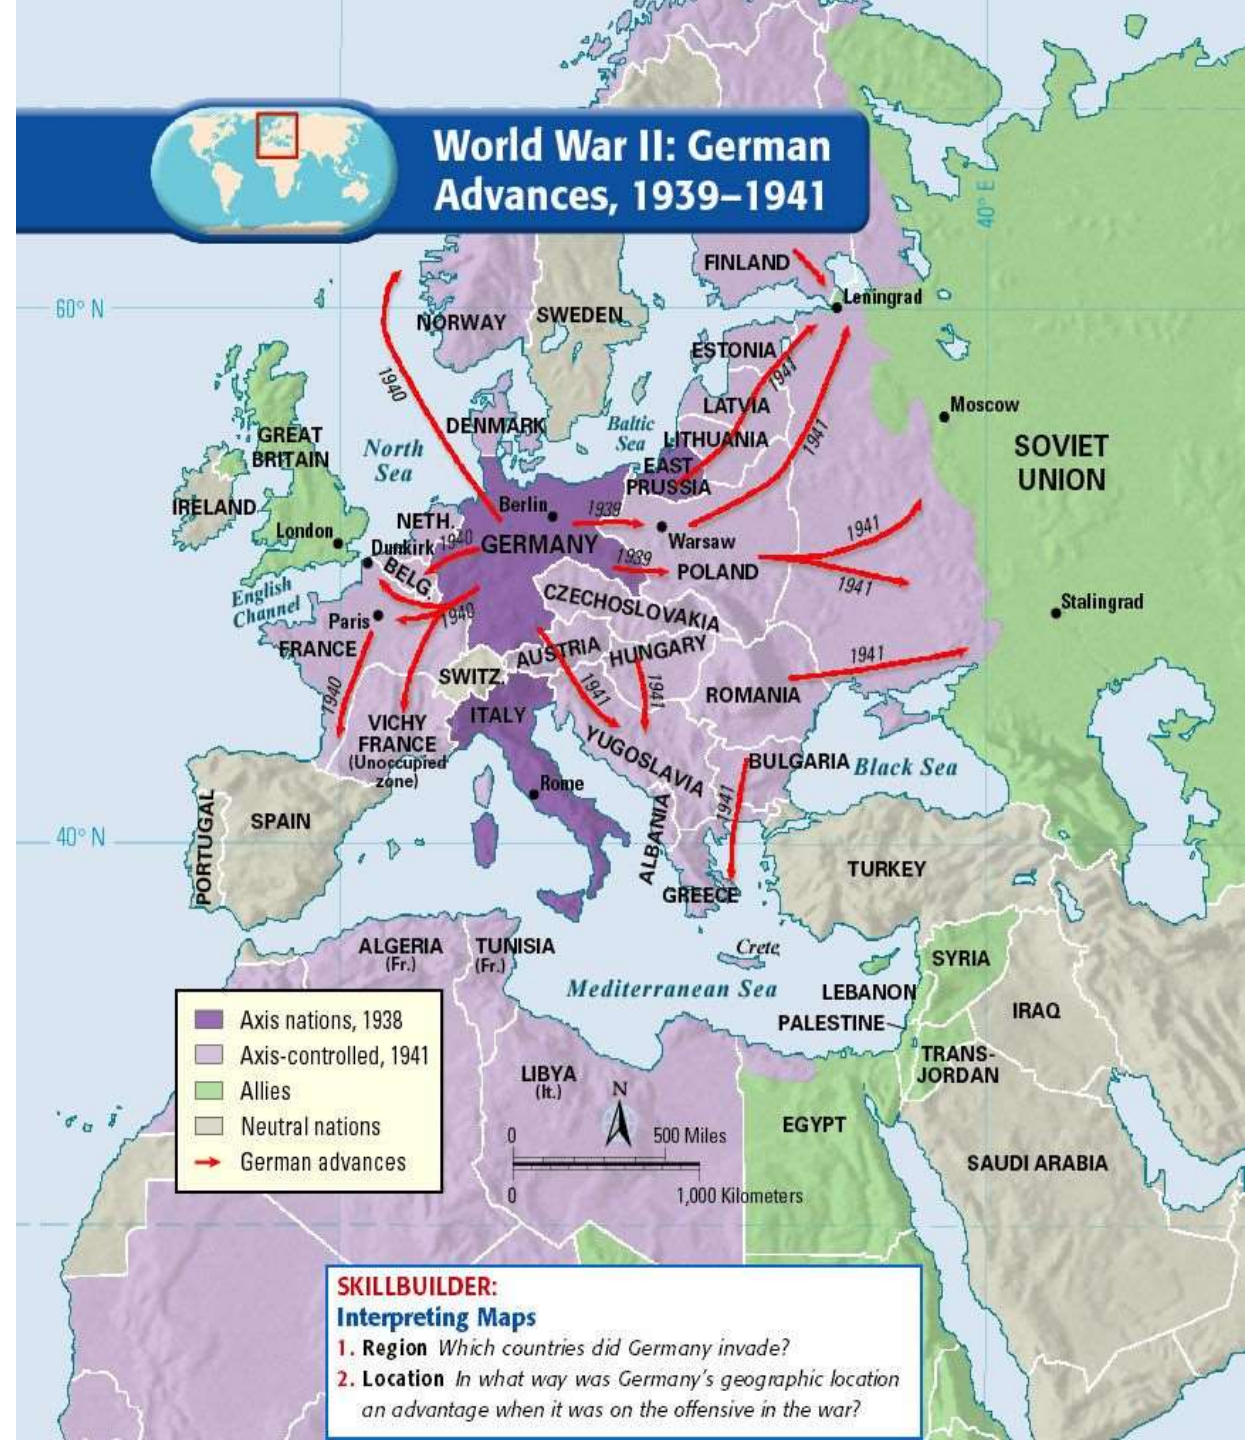 World War II: German
Advances, 1939–1941
40° E
FINLAND
Leningrad
60° N
NORWAY
SWEDEN
ESTONIA
1941
1940
LATVIA
Moscow
DENMARK
Baltic
Sea
LITHUANIA
1941
GREAT
BRITAIN
North
Sea
SOVIET
UNION
EAST
PRUSSIA
IRELAND
Berlin
1939
NETH.
London
Dunkirk
1940
GERMANY
Warsaw
1941
BELG.
1939
POLAND
1941
English
Channel
CZECHOSLOVAKIA
Stalingrad
Paris
1940
FRANCE
AUSTRIA
HUNGARY
1941
SWITZ.
1940
1941
1941
ROMANIA
ITALY
VICHY
FRANCE
(Unoccupied
zone)
YUGOSLAVIA
BULGARIA
Black Sea
Rome
1941
PORTUGAL
SPAIN
ALBANIA
40° N
TURKEY
GREECE
ALGERIA
(Fr.)
TUNISIA
(Fr.)
Crete
SYRIA
Mediterranean Sea
LEBANON
IRAQ
PALESTINE
Axis nations, 1938
Axis-controlled, 1941
Allies
Neutral nations
German advances
LIBYA
(It.)
N
TRANS-
JORDAN
EGYPT
0
500 Miles
0
1,000 Kilometers
SAUDI ARABIA
SKILLBUILDER:
Interpreting Maps
1. Region Which countries did Germany invade?
2. Location In what way was Germany's geographic location
an advantage when it was on the offensive in the war?